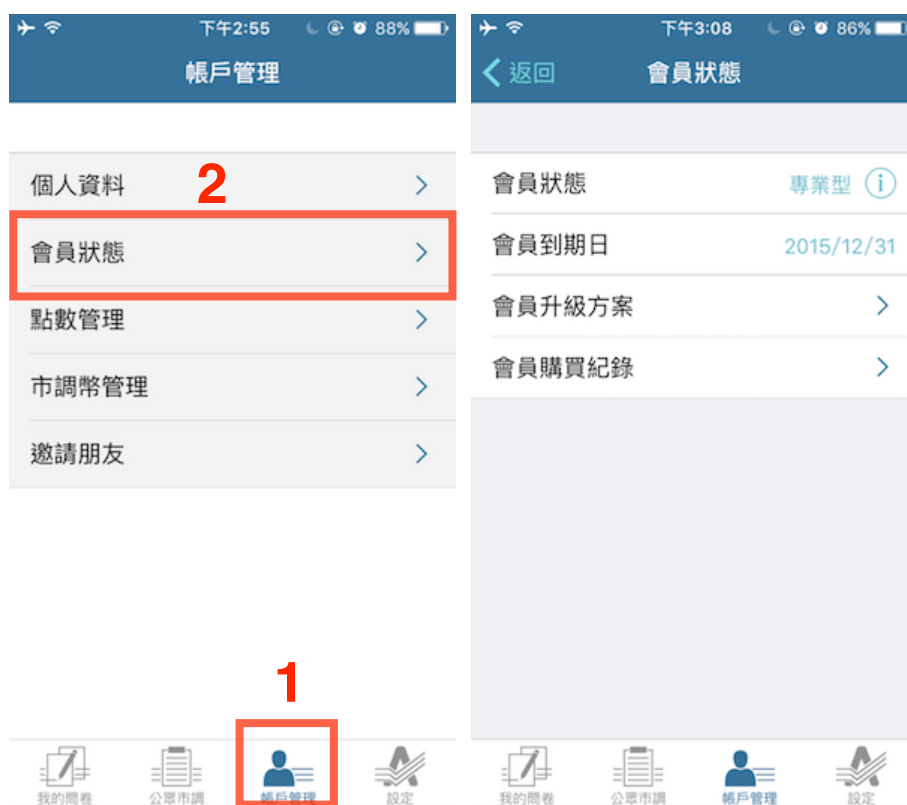 下午2:55
88%
帳戶管理
個人資料
2
會員狀態
點數管理
市調幣管理
邀請朋友
1
我的問卷
公眾市調
帳戶管理
設定
下午3:08
86%
返回
會員狀態
會員狀態
專業型
i
會員到期日
2015/12/31
會員升級方案
會員購買紀錄
我的問卷
公眾市調
帳戶管理
設定